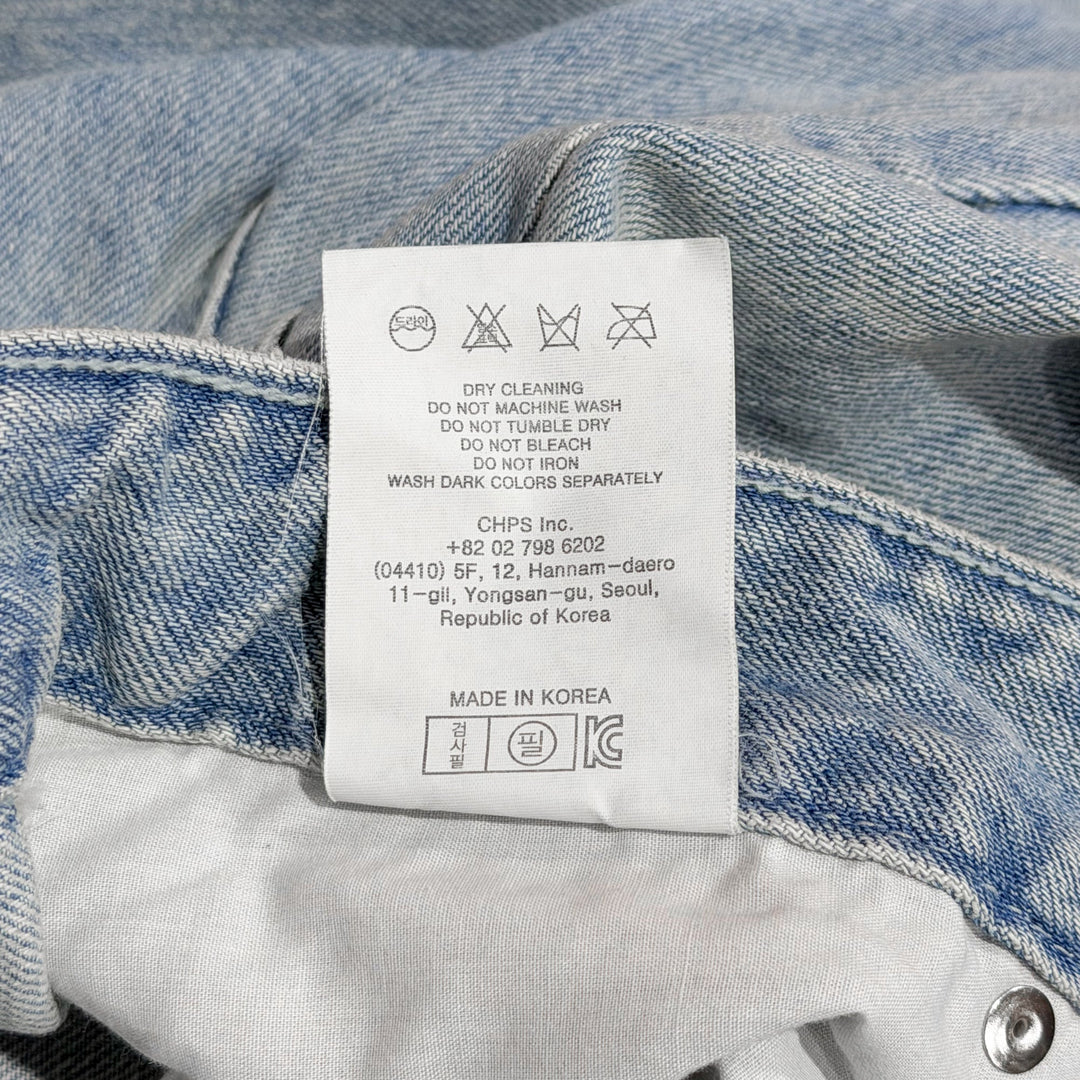 드라이
DRY CLEANING
DO NOT MACHINE WASH
DO NOT TUMBLE DRY
DO NOT BLEACH
DO NOT IRON
WASH DARK COLORS SEPARATELY
CHPS Inc.
+82 02 798 6202
(04410) 5F, 12, Hannam-daero
11-gil, Yongsan-gu, Seoul,
Republic of Korea
MADE IN KOREA
검사필 필 KC